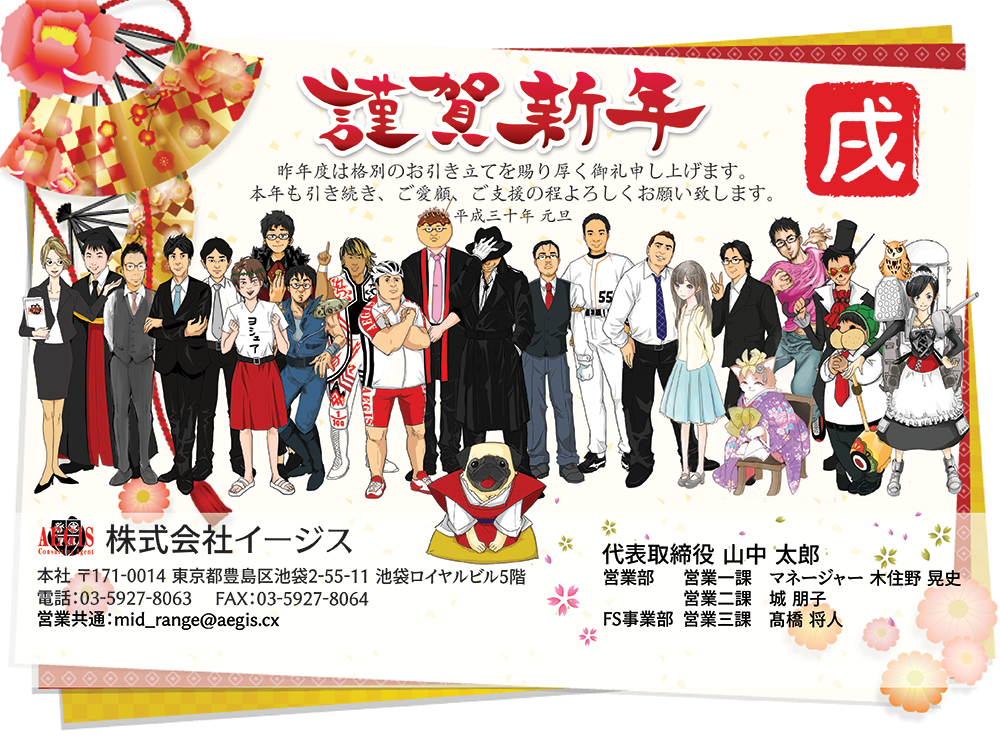 謹賀新年
戌
昨年度は格別のお引き立てを賜り厚く御礼申し上げます。
本年も引き続き、ご愛顧、ご支援の程よろしくお願い致します。
平成三十年 元旦
ヨシュア
55
AEGIS
1/100
AEGIS
Consulting Agent
株式会社イージス
本社 〒171-0014 東京都豊島区池袋2-55-11 池袋ロイヤルビル5階
電話：03-5927-8063 FAX：03-5927-8064
営業共通：mid_range@aegis.cx
代表取締役 山中 太郎
営業部 営業一課 マネージャー 木住野 晃史
営業二課 城 朋子
FS事業部 営業三課 髙橋 将人